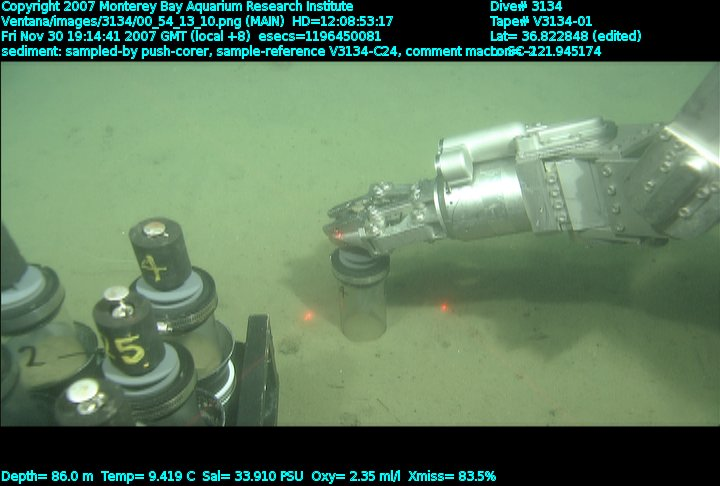 Copyright 2007 Monterey Bay Aquarium Research Institute Dive# 3134
Ventana/images/3134/00_54_13_10.png (MAIN) HD=12:08:53:17 Tape# V3134-01
Fri Nov 30 19:14:41 2007 GMT (local +8) esecs=1196450081 Lat= 36.822848 (edited)
sediment: sampled-by push-corer, sample-reference V3134-C24, comment 121.945174
4
5
2
Depth= 86.0 m Temp= 9.419 C Sal= 33.910 PSU Oxy= 2.35 ml/l Xmiss= 83.5%